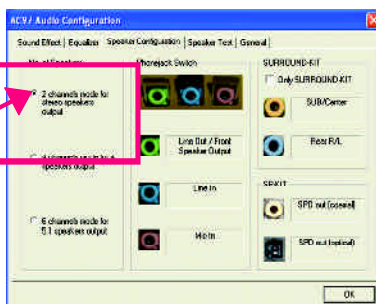 AC97 Audio Configuration
Sound Effect | Equalizer | Speaker Configuration | Speaker Test | General
No. of Speakers
2 channels mode for
stereo speakers
output
4 channels mode for 4
speakers output
6 channels mode for
5.1 speakers output
Phonejack Switch
Line Out / Front
Speaker Output
Line In
Mic In
SURROUND-KIT
Only SURROUND-KIT
SUB/Center
Rear R/L
SPKIT
SPD out (coaxial)
SPD out (optical)
OK